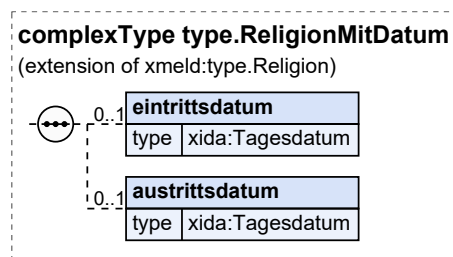 complexType type.ReligionMitDatum
(extension of xmeld:type.Religion)
0..1 eintrittsdatum
type xida:Tagesdatum
0..1 austrittsdatum
type xida:Tagesdatum